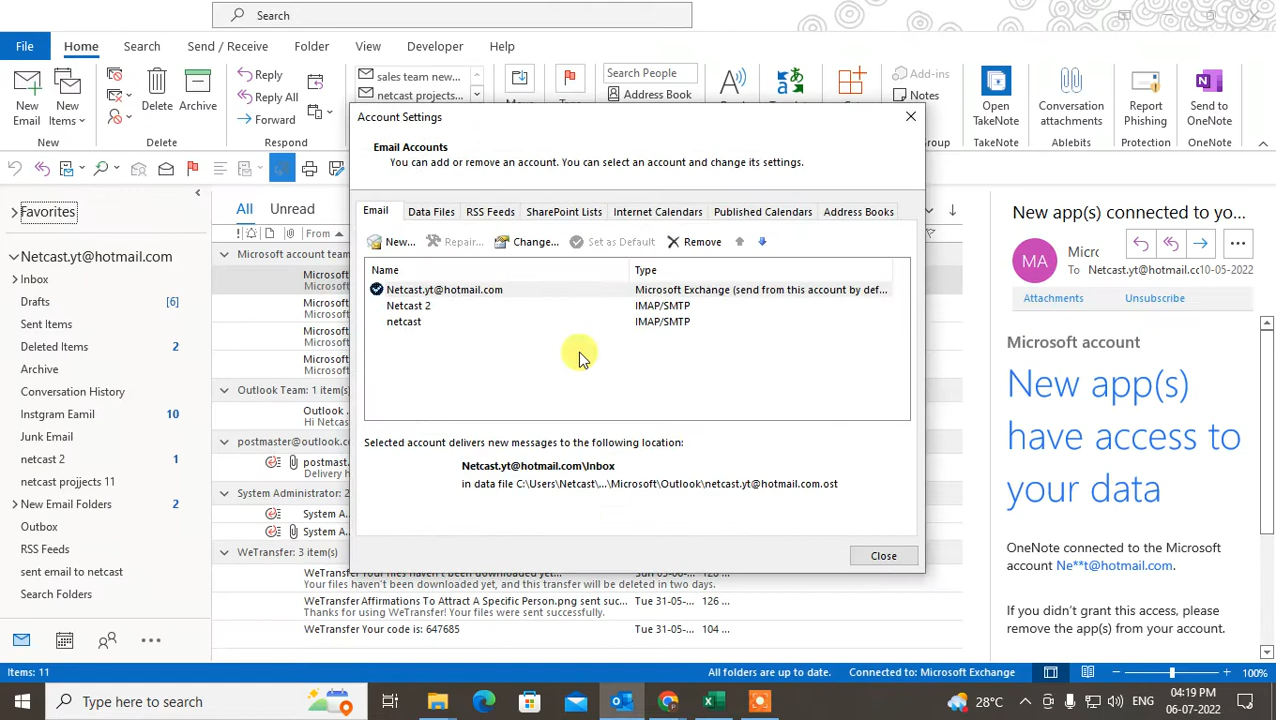 Search
File Home Search Send / Receive Folder View Developer Help
New Email
New Items
Delete
Archive
Reply
Reply All
Forward
sales team new...
netcast projects...
Search People
Address Book
Add-ins
Notes
Open TakeNote
Conversation attachments
Report Phishing
Send to OneNote
New Delete Respond TakeNote Ablebits Protection OneNote
Account Settings
Email Accounts
You can add or remove an account. You can select an account and change its settings.
Email Data Files RSS Feeds SharePoint Lists Internet Calendars Published Calendars Address Books
New... Repair... Change... Set as Default Remove
Name Type
Netcast.yt@hotmail.com Microsoft Exchange (send from this account by def...
Netcast 2 IMAP/SMTP
netcast IMAP/SMTP
Selected account delivers new messages to the following location:
Netcast.yt@hotmail.com\Inbox
in data file C:\Users\Netcast\...\Microsoft\Outlook\netcast.yt@hotmail.com.ost
Close
Favorites
Netcast.yt@hotmail.com
Inbox
Drafts [6]
Sent Items
Deleted Items 2
Archive
Conversation History
Instgram Eamil 10
Junk Email
netcast 2 1
netcast projjects 11
New Email Folders 2
Outbox
RSS Feeds
sent email to netcast
Search Folders
All Unread
From
Microsoft account team
Microsoft
Microsoft
Microsoft
Microsoft
Microsoft
Microsoft
Microsoft
Microsoft
Outlook Team: 1 item(s)
Outlook
Hi Netcast
postmaster@outlook.c
postmast
Delivery h
System Administrator: 2
System A...
System A...
WeTransfer: 3 item(s)
Your files haven't been downloaded yet, and this transfer will be deleted in two days.
WeTransfer Affirmations To Attract A Specific Person.png sent suc... Tue 31-05-... 126 ...
Thanks for using WeTransfer! Your files were sent successfully.
WeTransfer Your code is: 647685 Tue 31-05-... 104 ...
New app(s) connected to yo...
MA
Micr
To Netcast.yt@hotmail.cc 10-05-2022
Attachments Unsubscribe
Microsoft account
New app(s)
have access to
your data
OneNote connected to the Microsoft
account Ne**t@hotmail.com.
If you didn't grant this access, please
remove the app(s) from your account.
Items: 11 All folders are up to date. Connected to: Microsoft Exchange 100%
Type here to search 28°C ENG 04:19 PM
06-07-2022